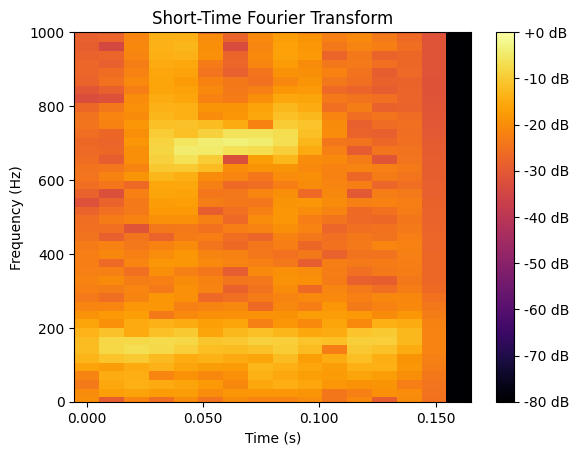 Short-Time Fourier Transform
1000
800
600
400
200
0
Frequency (Hz)
0.000
0.050
0.100
0.150
Time (s)
+0 dB
-10 dB
-20 dB
-30 dB
-40 dB
-50 dB
-60 dB
-70 dB
-80 dB